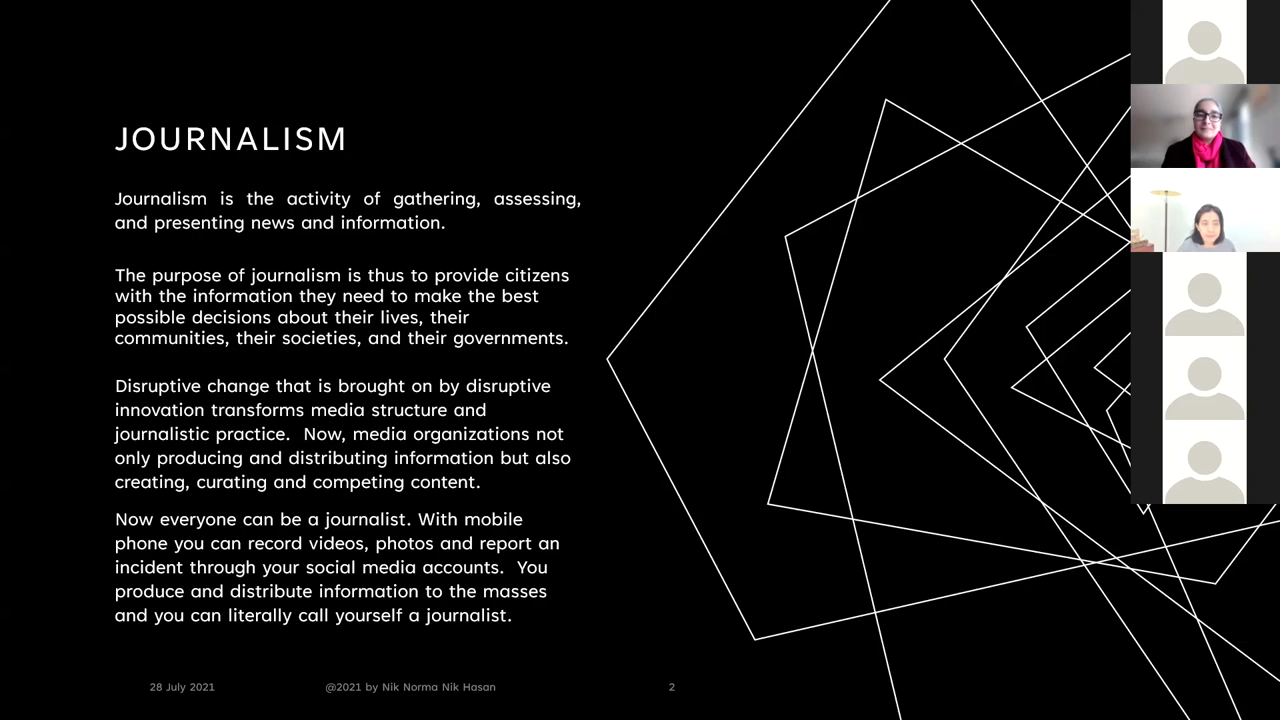 JOURNALISM
Journalism is the activity of gathering, assessing,
and presenting news and information.
The purpose of journalism is thus to provide citizens
with the information they need to make the best
possible decisions about their lives, their
communities, their societies, and their governments.
Disruptive change that is brought on by disruptive
innovation transforms media structure and
journalistic practice.  Now, media organizations not
only producing and distributing information but also
creating, curating and competing content.
Now everyone can be a journalist. With mobile
phone you can record videos, photos and report an
incident through your social media accounts.  You
produce and distribute information to the masses
and you can literally call yourself a journalist.
28 July 2021 @2021 by Nik Norma Nik Hasan 2